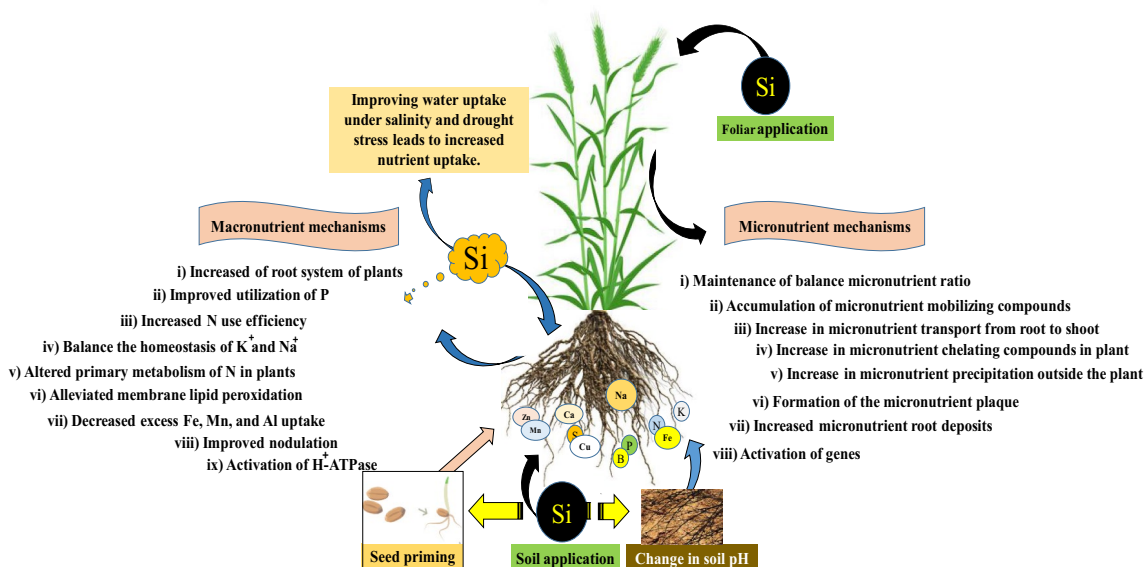 Si
Foliar application
Improving water uptake
under salinity and drought
stress leads to increased
nutrient uptake.
Macronutrient mechanisms
Si
i) Increased of root system of plants
ii) Improved utilization of P
iii) Increased N use efficiency
iv) Balance the homeostasis of K+ and Na+
v) Altered primary metabolism of N in plants
vi) Alleviated membrane lipid peroxidation
vii) Decreased excess Fe, Mn, and Al uptake
viii) Improved nodulation
ix) Activation of H+-ATPase
Micronutrient mechanisms
i) Maintenance of balance micronutrient ratio
ii) Accumulation of micronutrient mobilizing compounds
iii) Increase in micronutrient transport from root to shoot
iv) Increase in micronutrient chelating compounds in plant
v) Increase in micronutrient precipitation outside the plant
vi) Formation of the micronutrient plaque
vii) Increased micronutrient root deposits
viii) Activation of genes
Na
Zn
Ca
K
Mn
S
N
Fe
Cu
P
B
Si
Seed priming
Soil application
Change in soil pH